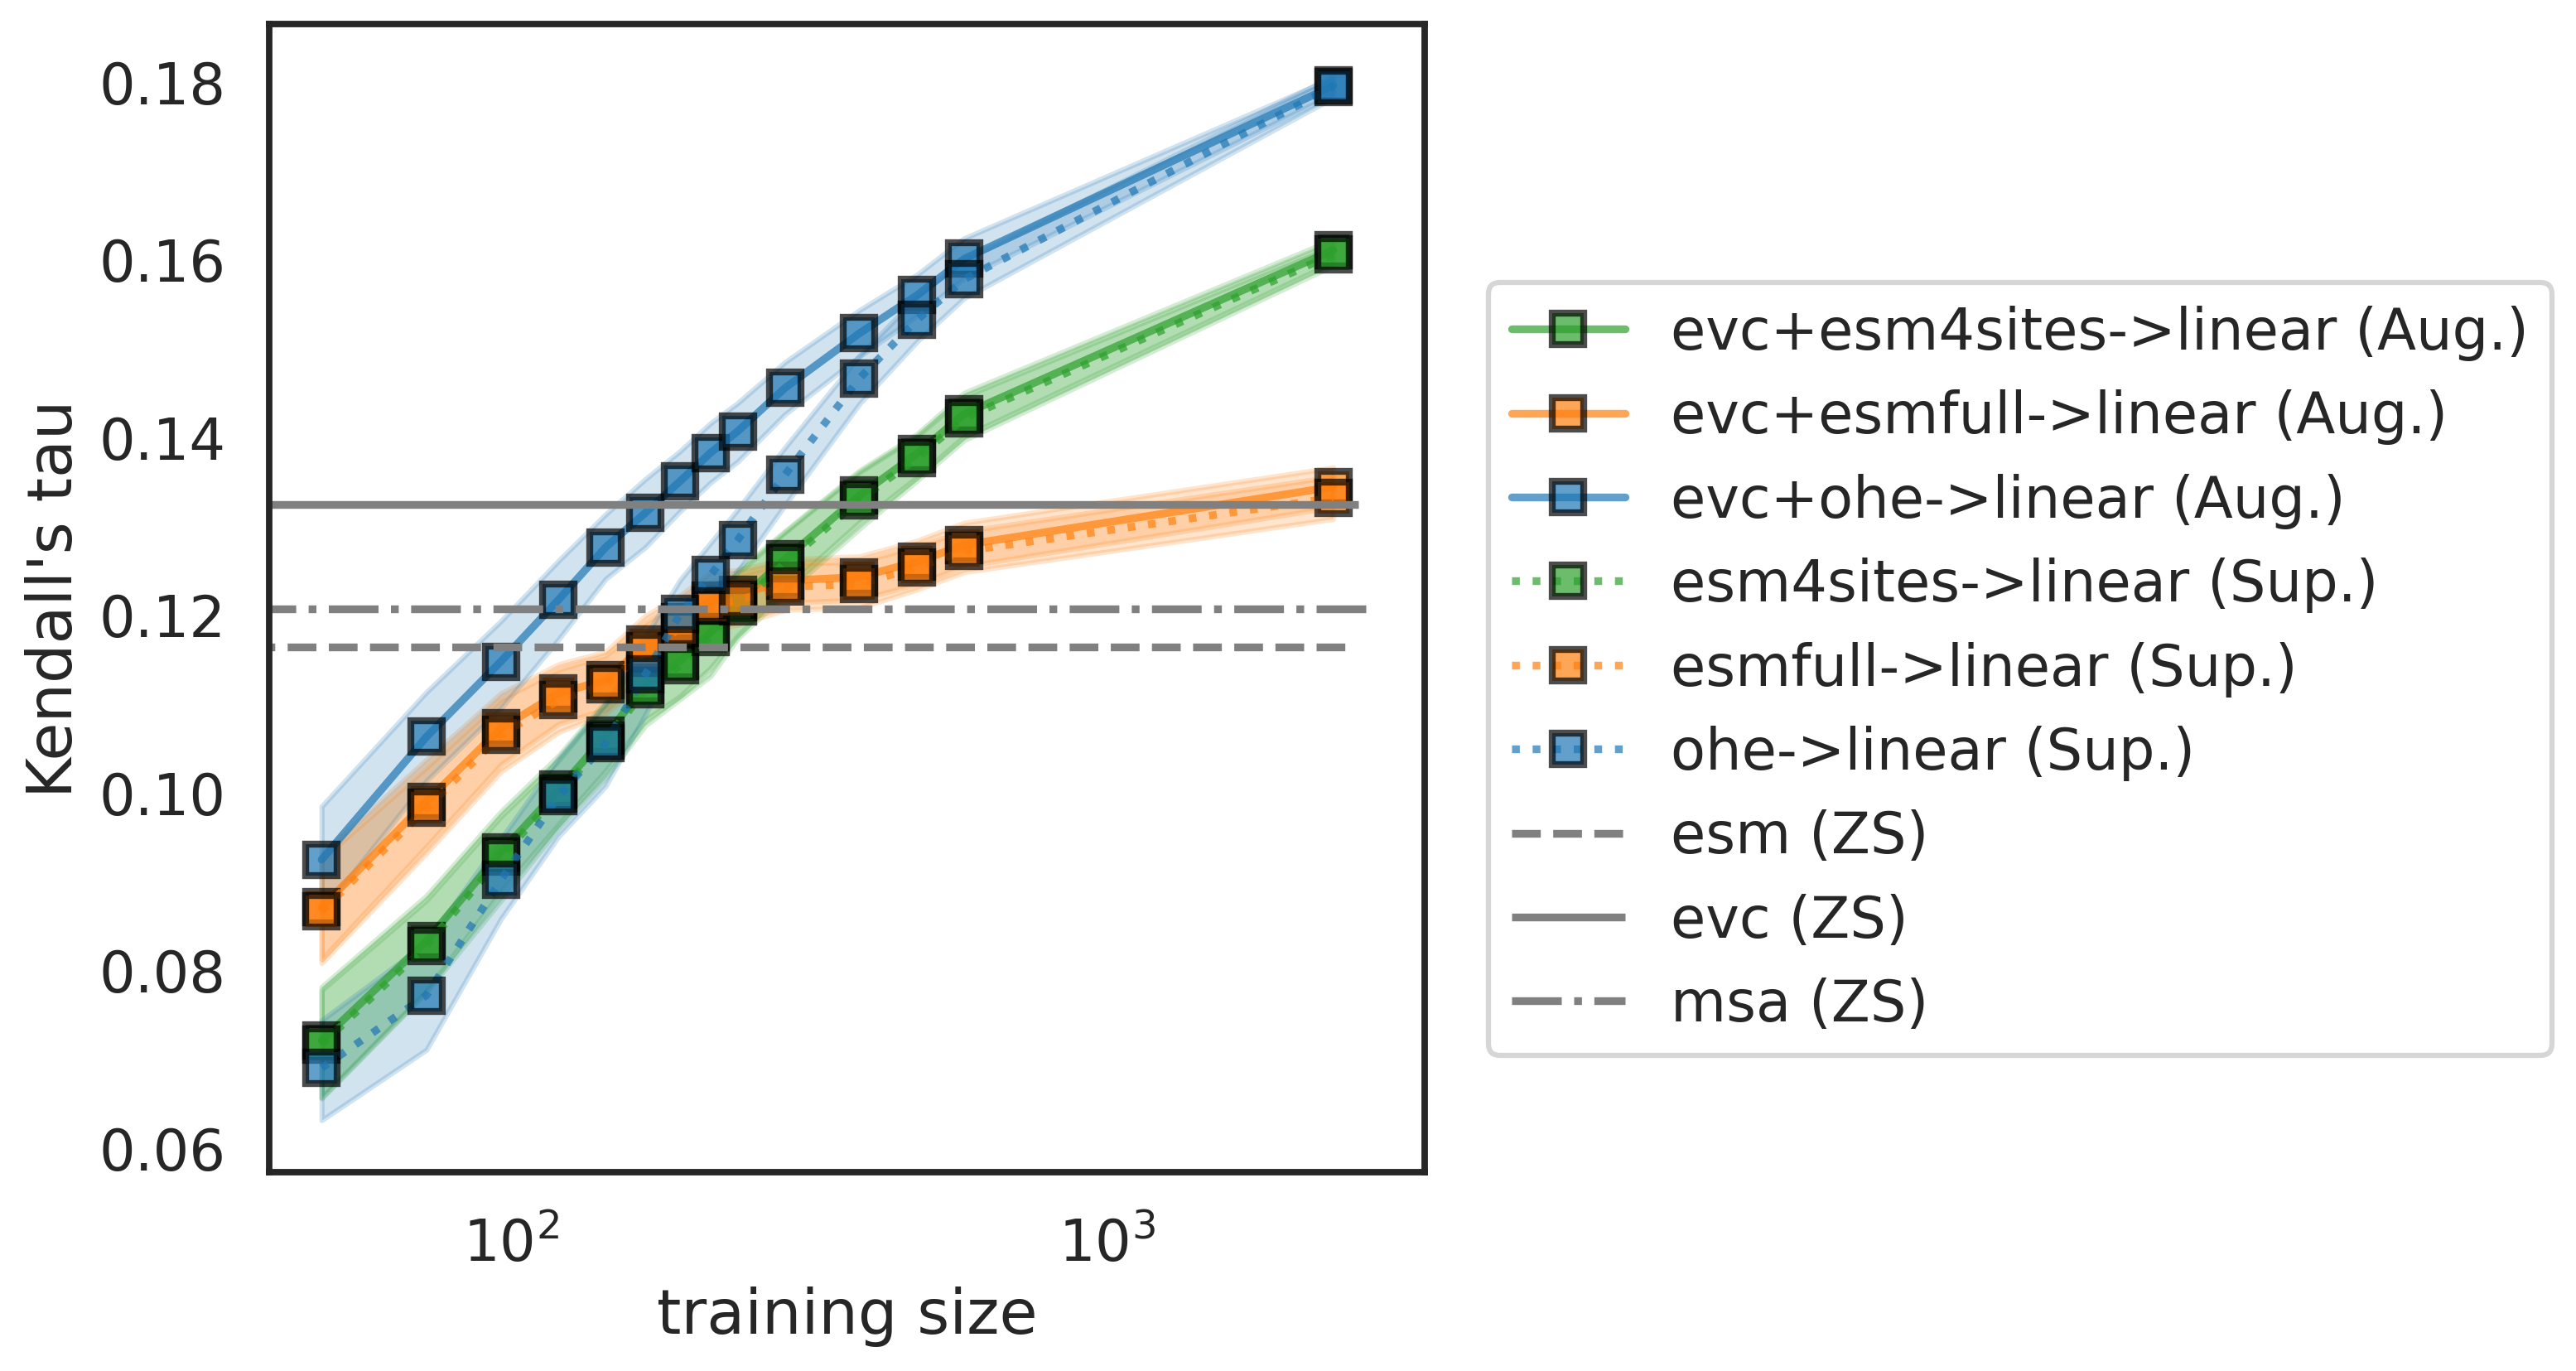 Kendall's tau
0.18
0.16
0.14
0.12
0.10
0.08
0.06
10²
10³
training size
evc+esm4sites->linear (Aug.)
evc+esmfull->linear (Aug.)
evc+ohe->linear (Aug.)
esm4sites->linear (Sup.)
esmfull->linear (Sup.)
ohe->linear (Sup.)
esm (ZS)
evc (ZS)
msa (ZS)